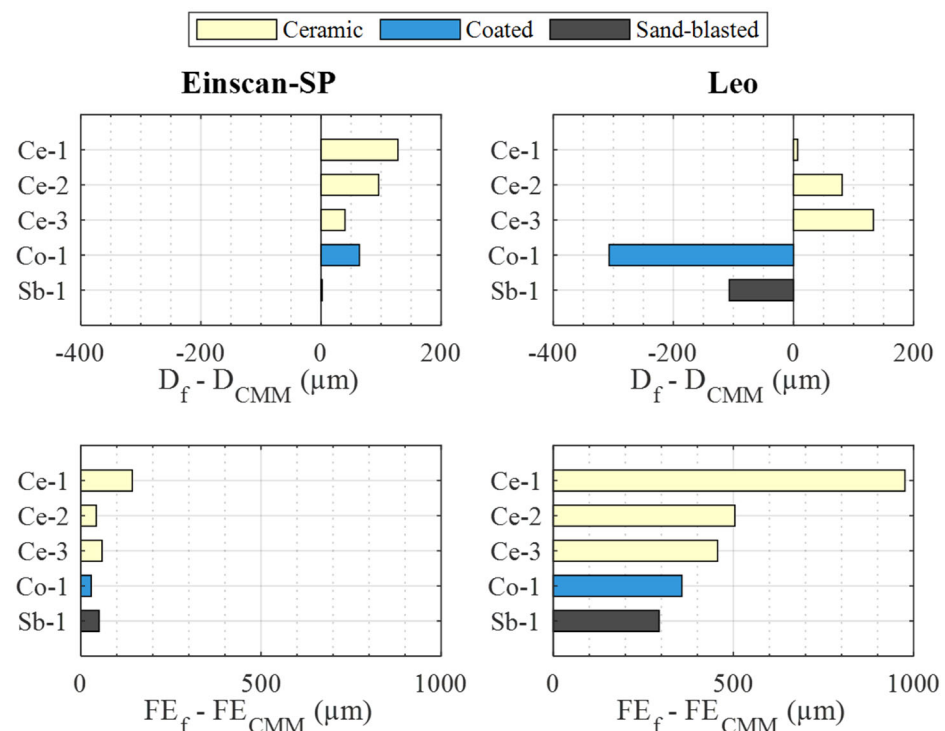 Ceramic Coated Sand-blasted
Einscan-SP
Ce-1
Ce-2
Ce-3
Co-1
Sb-1
-400 -200 0 200
D_f - D_CMM (µm)
Leo
Ce-1
Ce-2
Ce-3
Co-1
Sb-1
-400 -200 0 200
D_f - D_CMM (µm)
Ce-1
Ce-2
Ce-3
Co-1
Sb-1
0 500 1000
FE_f - FE_CMM (µm)
Ce-1
Ce-2
Ce-3
Co-1
Sb-1
0 500 1000
FE_f - FE_CMM (µm)